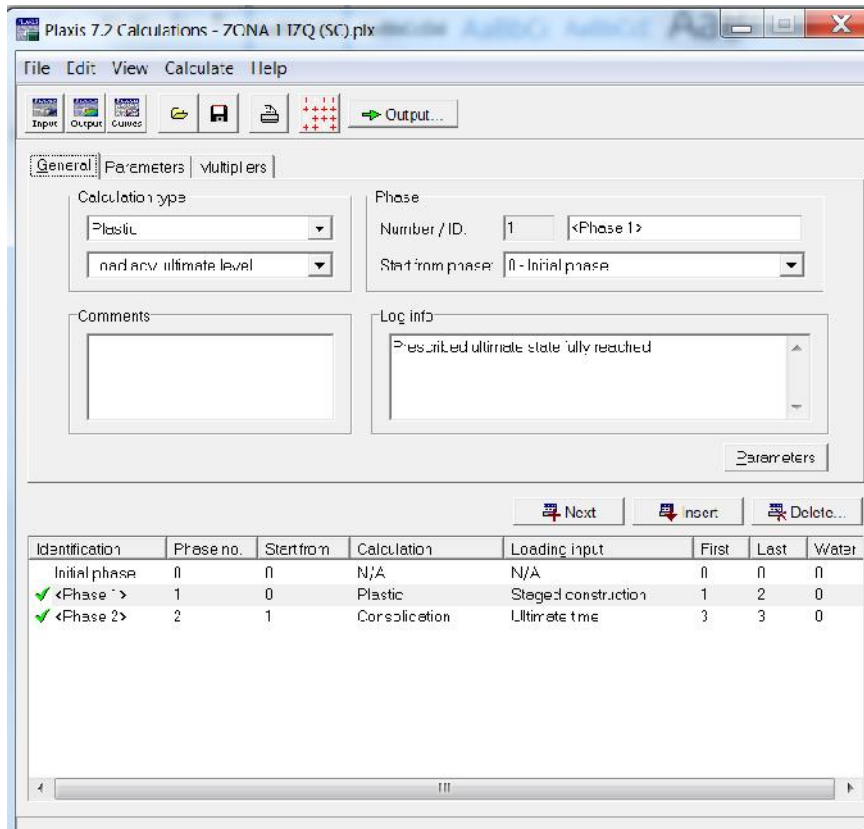 Plaxis 7.2 Calculations - ZONA 1 IZQ (SC).plx
File Edit View Calculate Help
Input Output Curves Output...
General Parameters Multipliers
Calculation type
Plastic
Load adv. ultimate level
Phase
Number / ID.: 1 <Phase 1>
Start from phase: 0 - Initial phase
Comments
Log info
Prescribed ultimate state fully reached
Parameters
Next Insert Delete...
Identification Phase no. Start from Calculation Loading input First Last Water
Initial phase 0 0 N/A N/A 0 0 0
<Phase 1> 1 0 Plastic Staged construction 1 2 0
<Phase 2> 2 1 Consolidation Ultimate time 3 3 0